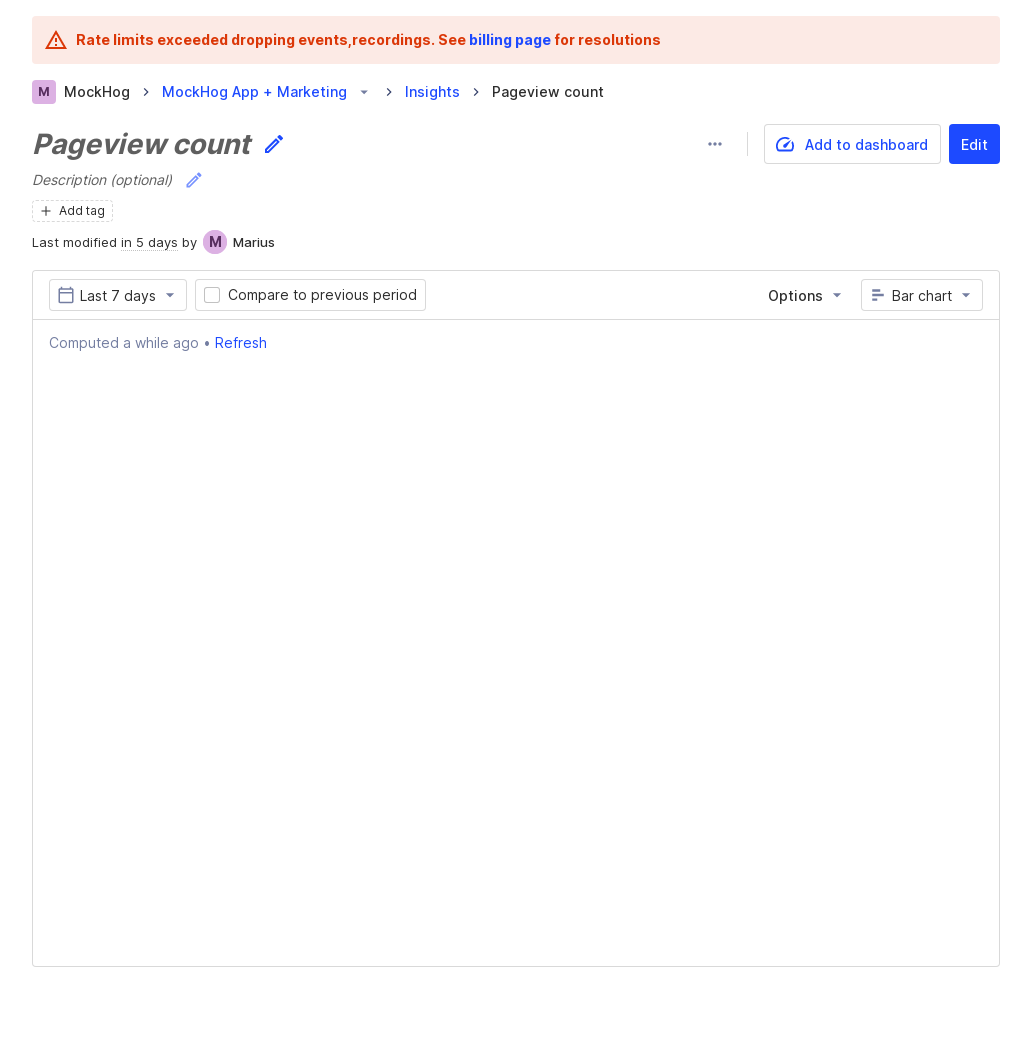 Rate limits exceeded dropping events,recordings. See billing page for resolutions
M MockHog MockHog App + Marketing Insights Pageview count
Pageview count
Add to dashboard
Edit
Description (optional)
Add tag
Last modified in 5 days by M Marius
Last 7 days
Compare to previous period
Options
Bar chart
Computed a while ago • Refresh